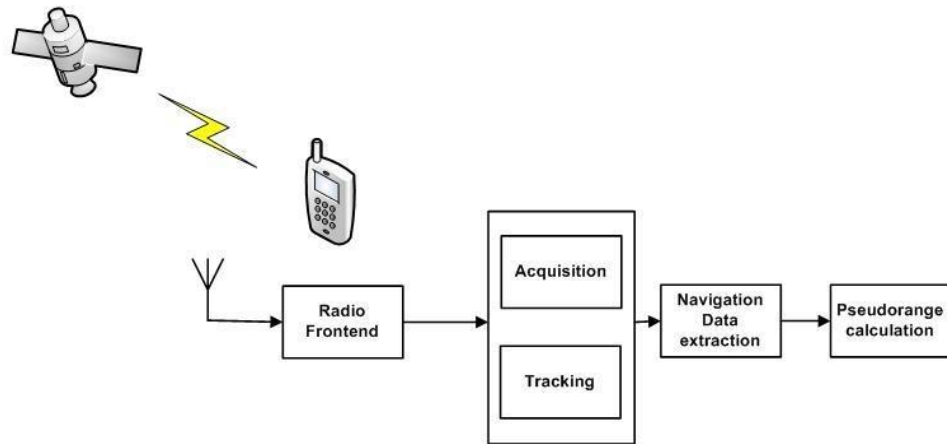 Acquisition
Radio
Frontend
Tracking
Navigation
Data
extraction
Pseudorange
calculation